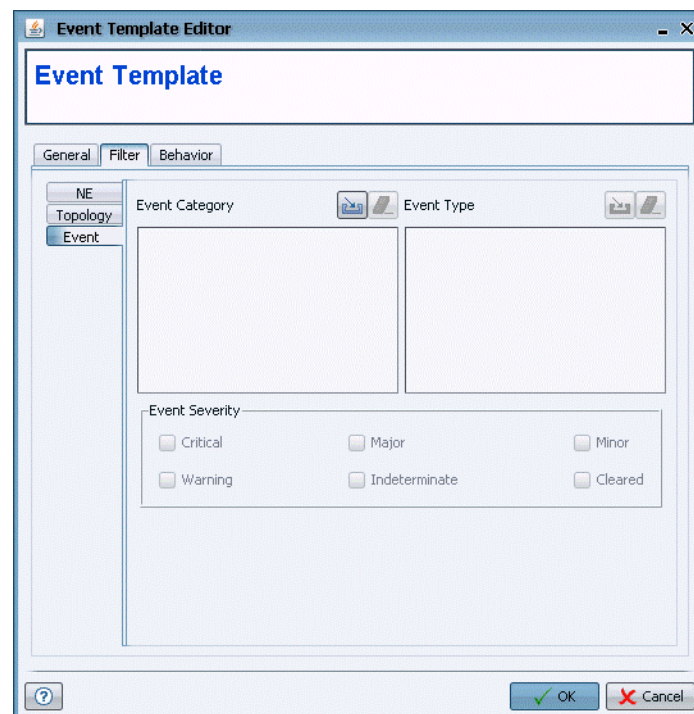 Event Template Editor
Event Template
General Filter Behavior
NE
Topology
Event
Event Category
Event Type
Event Severity
Critical Major Minor
Warning Indeterminate Cleared
? OK Cancel